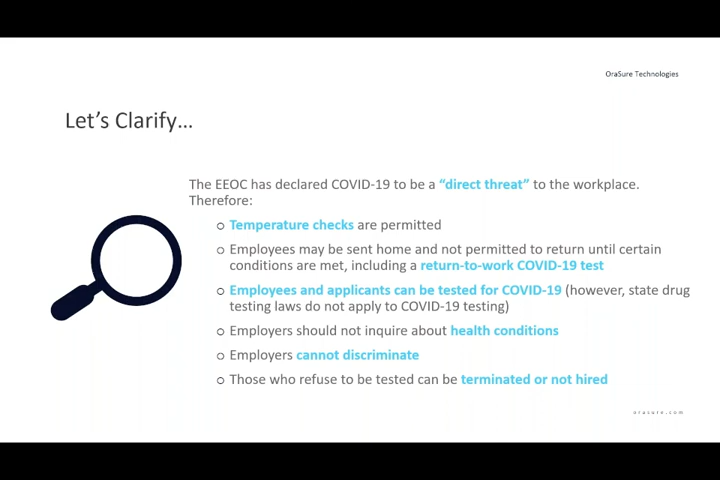 OraSure Technologies
Let's Clarify...
The EEOC has declared COVID-19 to be a “direct threat” to the workplace.
Therefore:
o Temperature checks are permitted
o Employees may be sent home and not permitted to return until certain
conditions are met, including a return-to-work COVID-19 test
o Employees and applicants can be tested for COVID-19 (however, state drug
testing laws do not apply to COVID-19 testing)
o Employers should not inquire about health conditions
o Employers cannot discriminate
o Those who refuse to be tested can be terminated or not hired
orasure.com